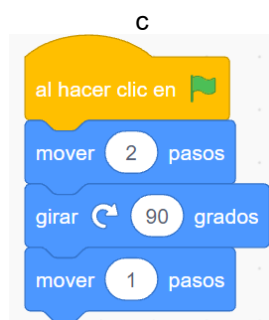 C
al hacer clic en
mover 2 pasos
girar 90 grados
mover 1 pasos